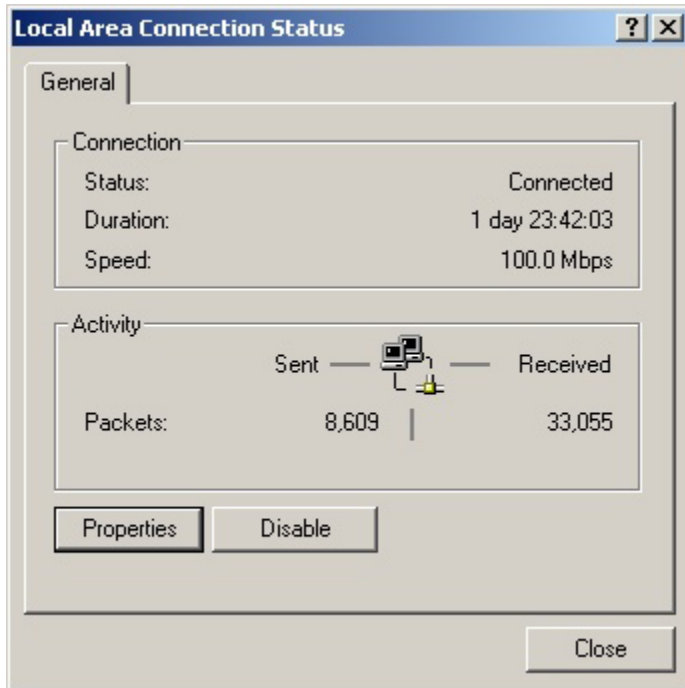 Local Area Connection Status
General
Connection
Status: Connected
Duration: 1 day 23:42:03
Speed: 100.0 Mbps
Activity
Sent Received
Packets: 8,609 33,055
Properties Disable
Close